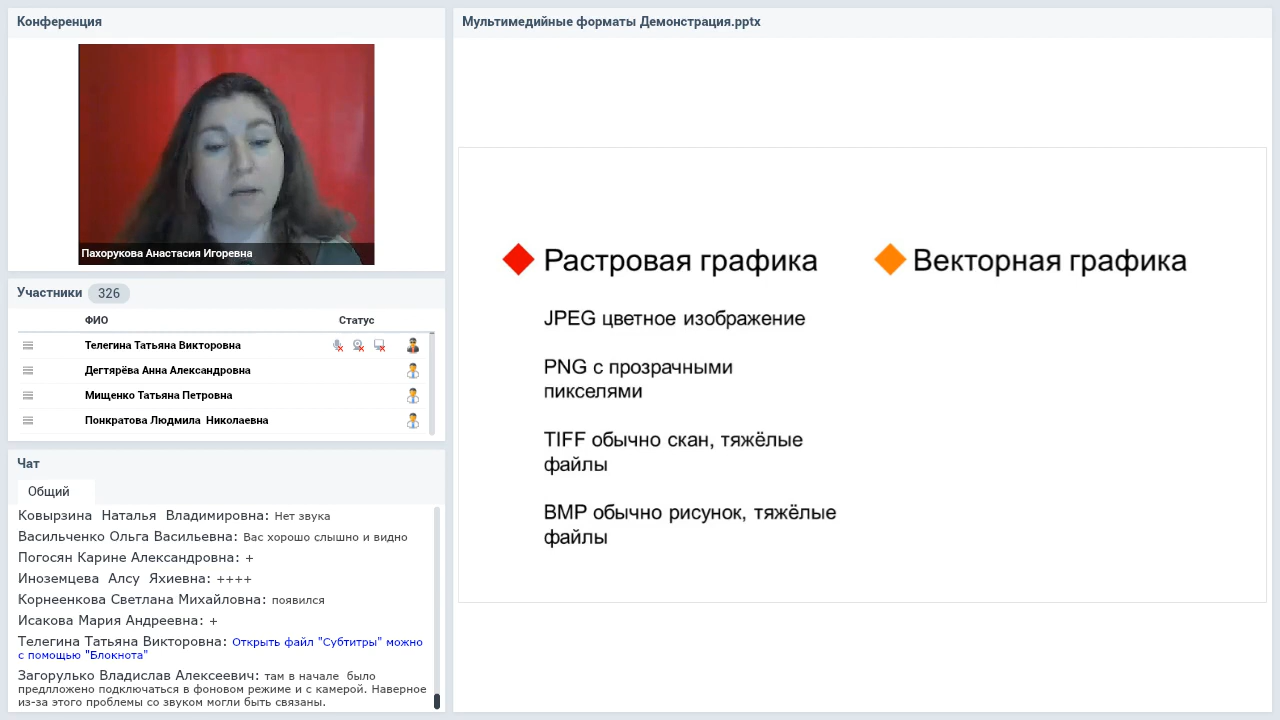 Конференция
Пахорукова Анастасия Игоревна
Участники 326
ФИО Статус
Телегина Татьяна Викторовна
Дегтярёва Анна Александровна
Мищенко Татьяна Петровна
Понкратова Людмила Николаевна
Чат
Общий
Ковырзина Наталья Владимировна: Нет звука
Васильченко Ольга Васильевна: Вас хорошо слышно и видно
Погосян Карине Александровна: +
Иноземцева Алсу Яхиевна: ++++
Корнеенкова Светлана Михайловна: появился
Исакова Мария Андреевна: +
Телегина Татьяна Викторовна: Открыть файл "Субтитры" можно
с помощью "Блокнота"
Загорулько Владислав Алексеевич: там в начале было
предлложено подключаться в фоновом режиме и с камерой. Наверное
из-за этого проблемы со звуком могли быть связаны.
Мультимедийные форматы Демонстрация.pptx
Растровая графика
JPEG цветное изображение
PNG с прозрачными
пикселями
TIFF обычно скан, тяжёлые
файлы
BMP обычно рисунок, тяжёлые
файлы
Векторная графика